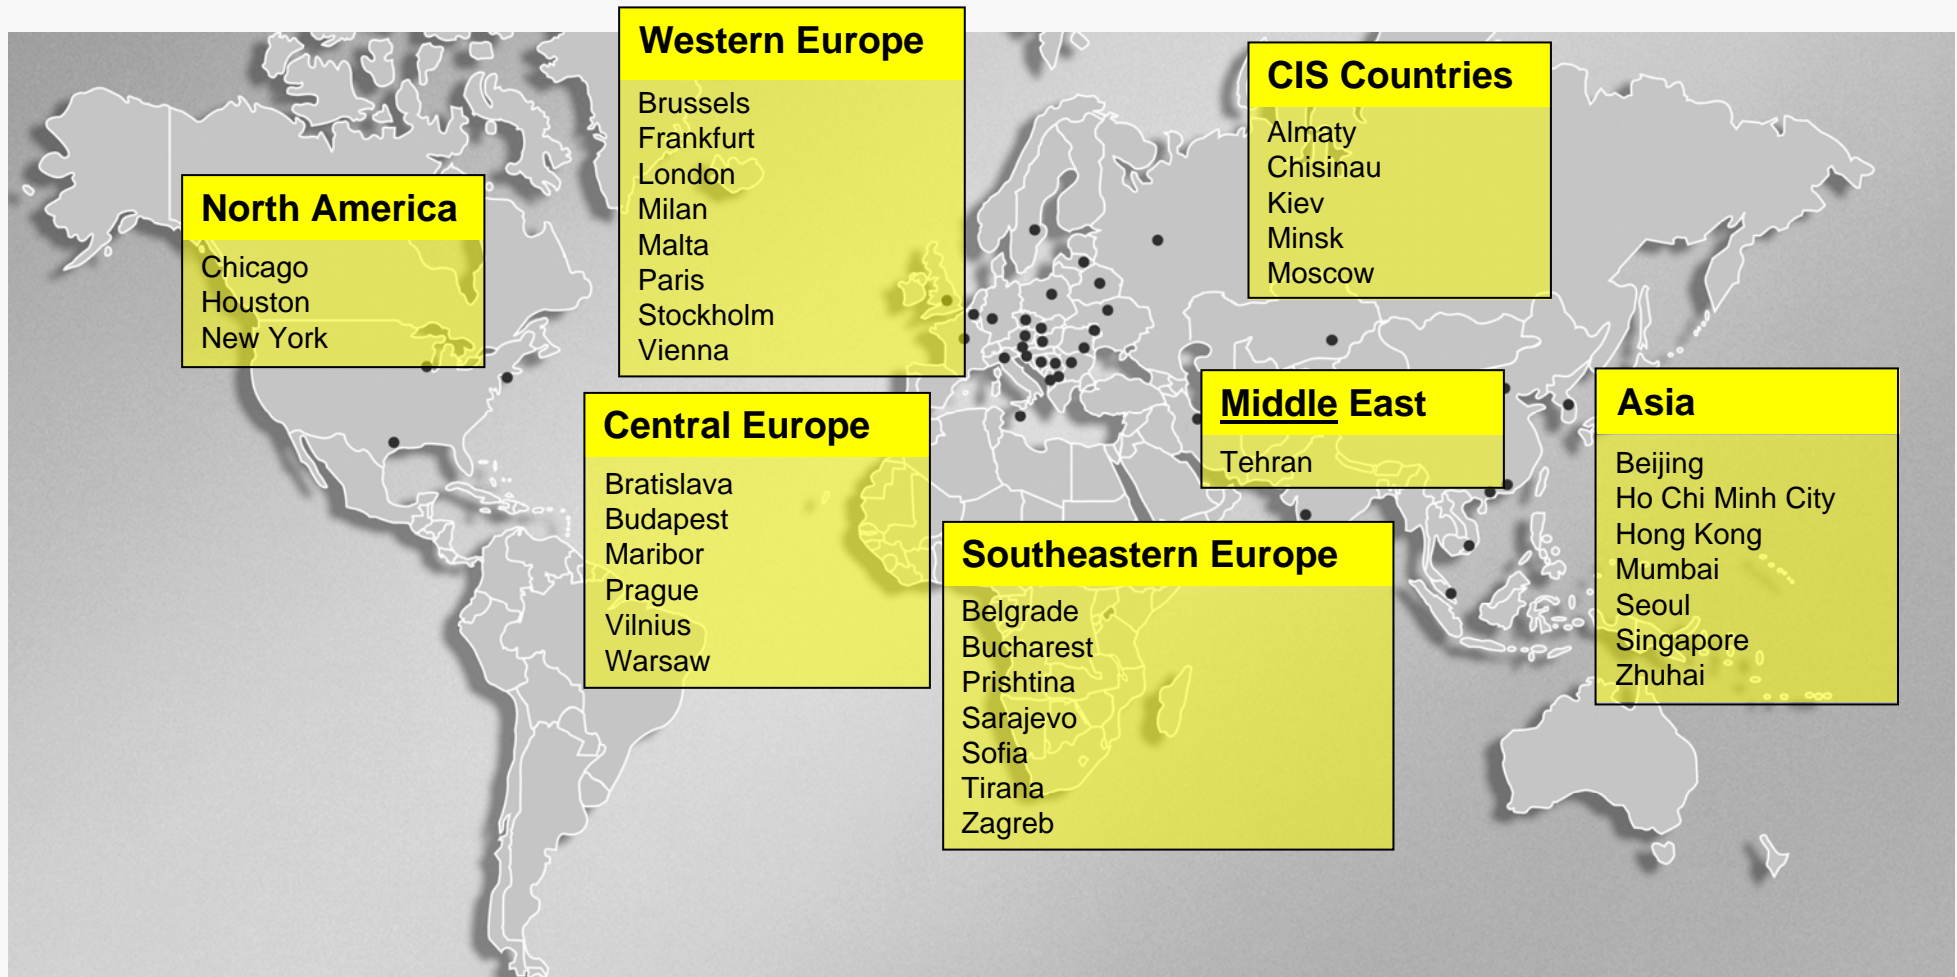 Western Europe
Brussels
Frankfurt
London
Milan
Malta
Paris
Stockholm
Vienna
CIS Countries
Almaty
Chisinau
Kiev
Minsk
Moscow
North America
Chicago
Houston
New York
Central Europe
Bratislava
Budapest
Maribor
Prague
Vilnius
Warsaw
Middle East
Tehran
Asia
Beijing
Ho Chi Minh City
Hong Kong
Mumbai
Seoul
Singapore
Zhuhai
Southeastern Europe
Belgrade
Bucharest
Prishtina
Sarajevo
Sofia
Tirana
Zagreb